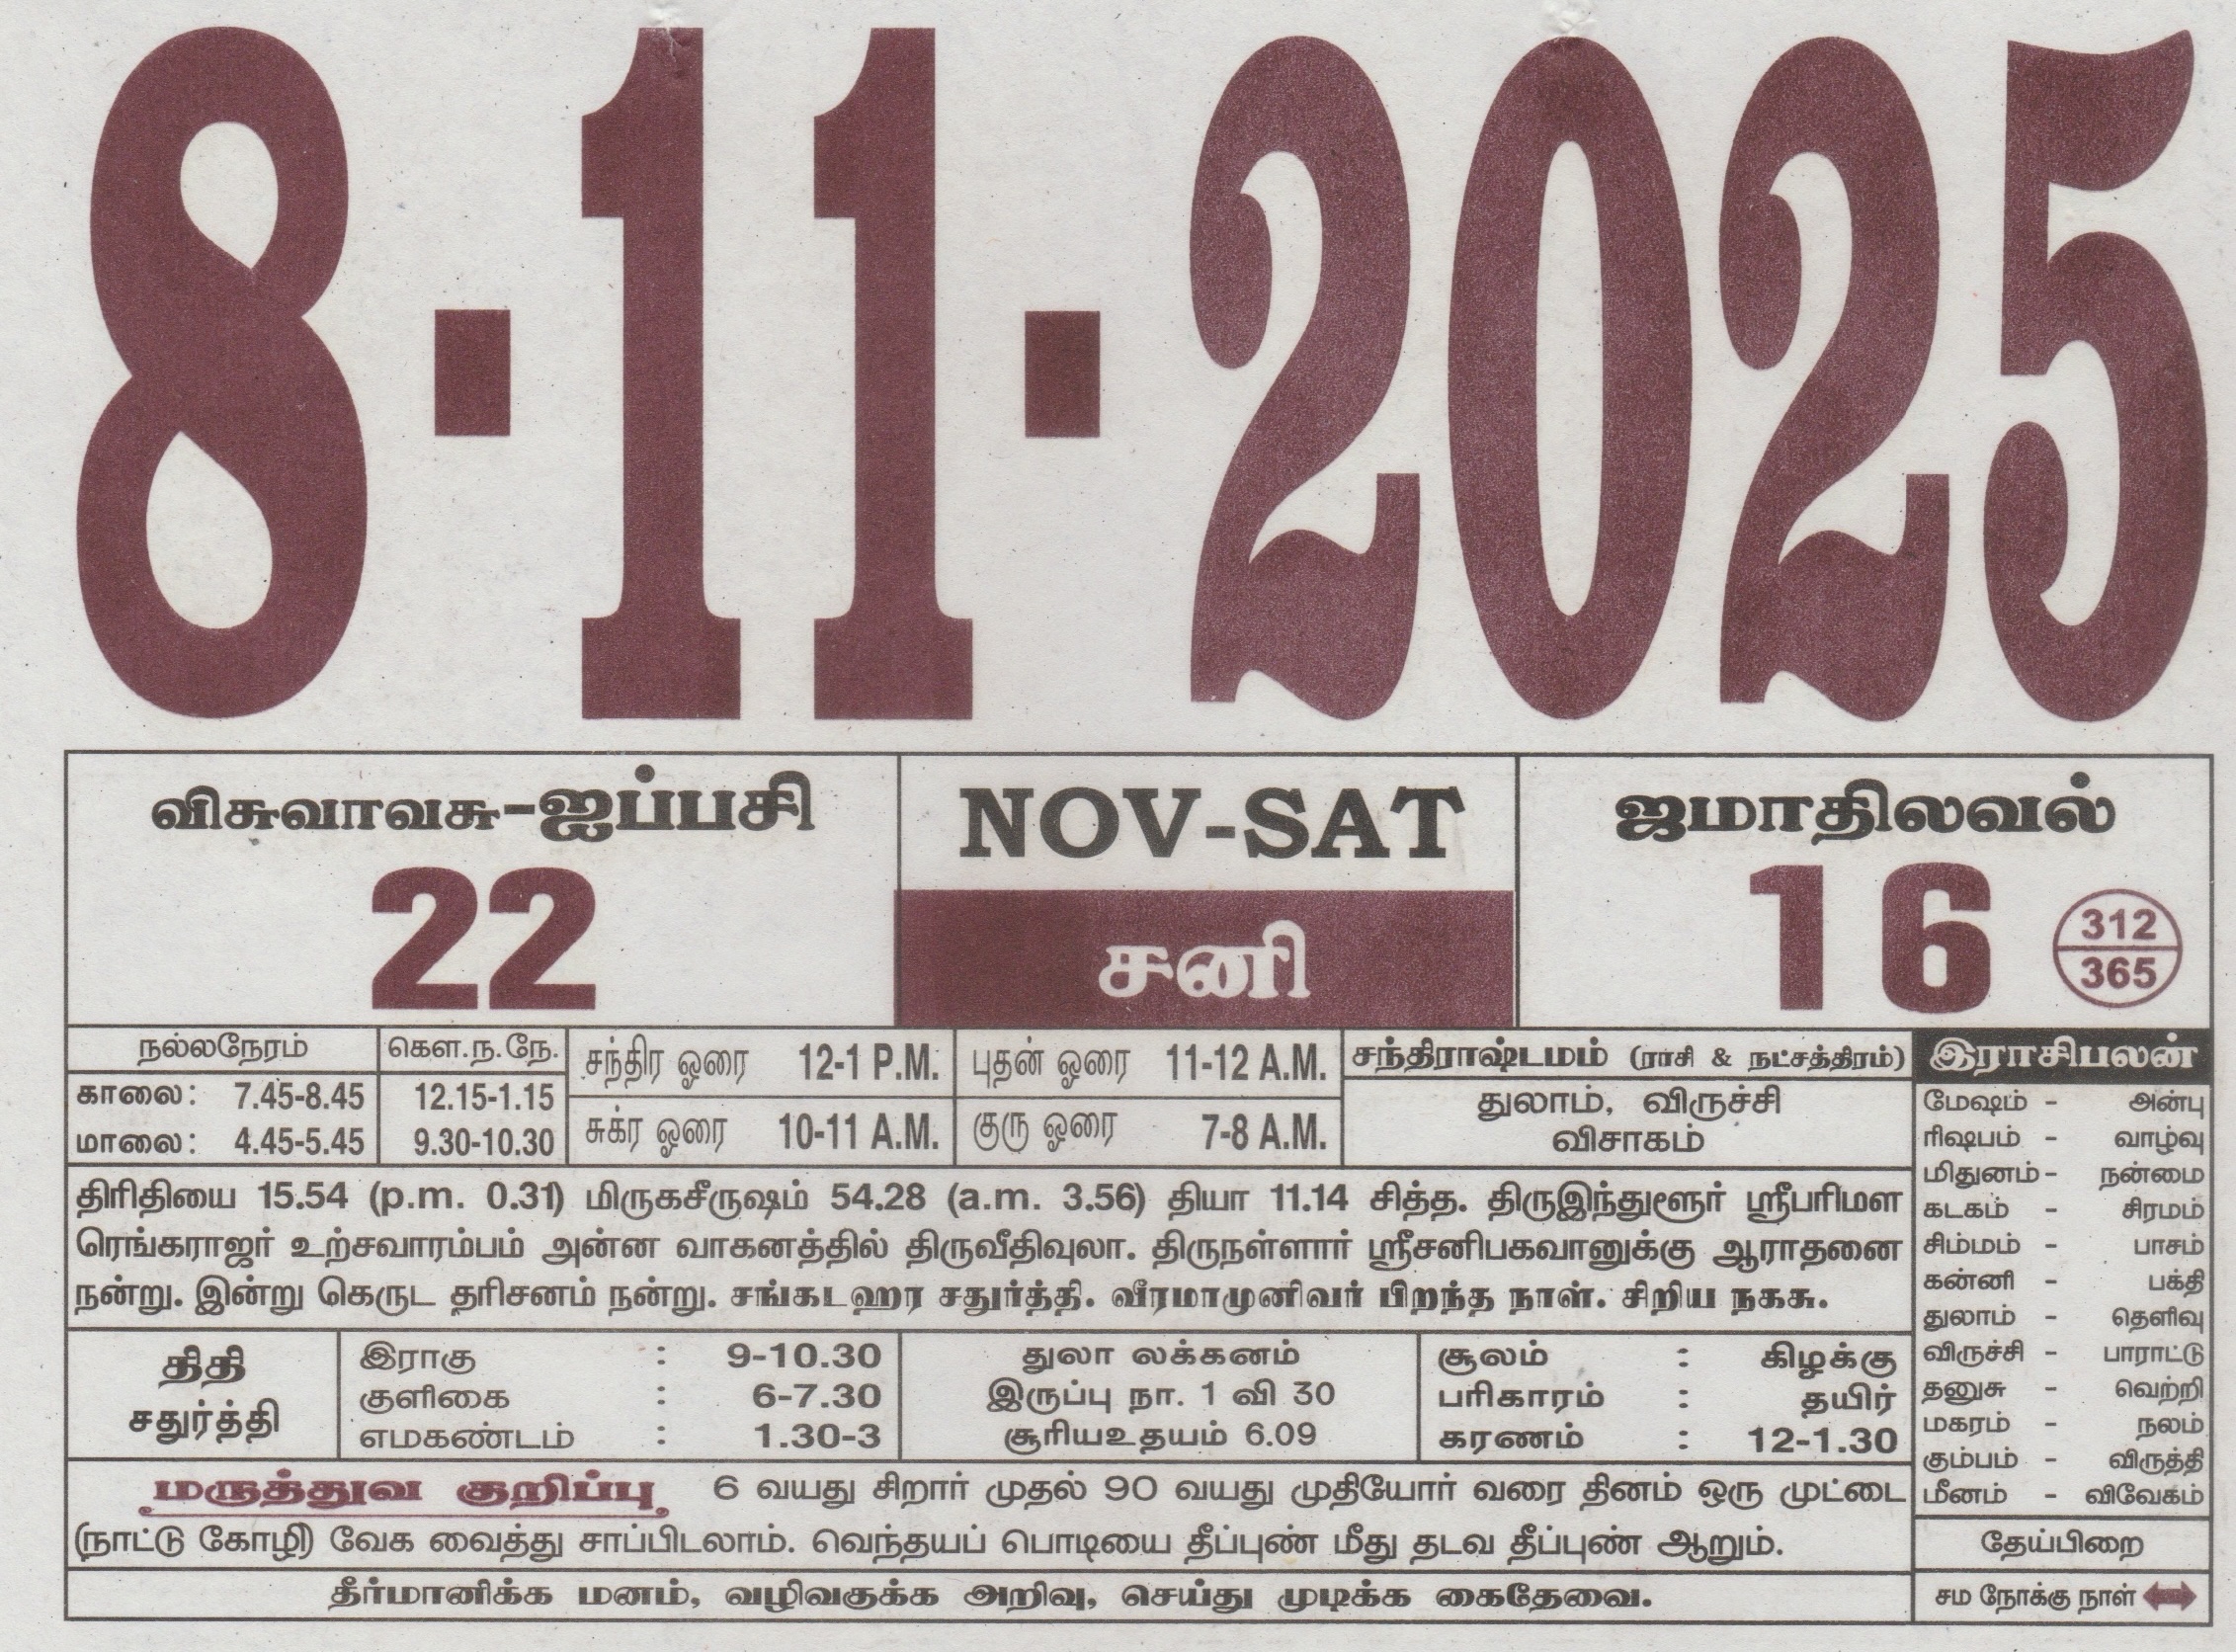 8-11-2025
விசுவாவசு-ஐப்பசி
22
NOV-SAT
சனி
ஜமாதிலவல்
16
312
365
நல்லநேரம்
காலை: 7.45-8.45
மாலை: 4.45-5.45
கௌ.ந.நே.
12.15-1.15
9.30-10.30
சந்திர ஓரை 12-1 P.M.
சுக்ர ஓரை 10-11 A.M.
புதன் ஓரை 11-12 A.M.
குரு ஓரை 7-8 A.M.
சந்திராஷ்டமம் (ராசி & நட்சத்திரம்)
துலாம், விருச்சி
விசாகம்
திரிதியை 15.54 (p.m. 0.31) மிருகசீருஷம் 54.28 (a.m. 3.56) தியா 11.14 சித்த. திருஇந்துளூர் ஸ்ரீபரிமள
ரெங்கராஜர் உற்சவாரம்பம் அன்ன வாகனத்தில் திருவீதிவுலா. திருநள்ளார் ஸ்ரீசனிபகவானுக்கு ஆராதனை
நன்று. இன்று கெருட தரிசனம் நன்று. சங்கடஹர சதுர்த்தி. வீரமாமுனிவர் பிறந்த நாள். சிறிய நகசு.
திதி
சதுர்த்தி
இராகு : 9-10.30
குளிகை : 6-7.30
எமகண்டம் : 1.30-3
துலா லக்கனம்
இருப்பு நா. 1 வி 30
சூரியஉதயம் 6.09
சூலம் : கிழக்கு
பரிகாரம் : தயிர்
கரணம் : 12-1.30
மருத்துவ குறிப்பு 6 வயது சிறார் முதல் 90 வயது முதியோர் வரை தினம் ஒரு முட்டை
(நாட்டு கோழி) வேக வைத்து சாப்பிடலாம். வெந்தயப் பொடியை தீப்புண் மீது தடவ தீப்புண் ஆறும்.
தீர்மானிக்க மனம், வழிவகுக்க அறிவு, செய்து முடிக்க கைதேவை.
இராசிபலன்
மேஷம் - அன்பு
ரிஷபம் - வாழ்வு
மிதுனம் - நன்மை
கடகம் - சிரமம்
சிம்மம் - பாசம்
கன்னி - பக்தி
துலாம் - தெளிவு
விருச்சி - பாராட்டு
தனுசு - வெற்றி
மகரம் - நலம்
கும்பம் - விருத்தி
மீனம் - விவேகம்
தேய்பிறை
சம நோக்கு நாள்